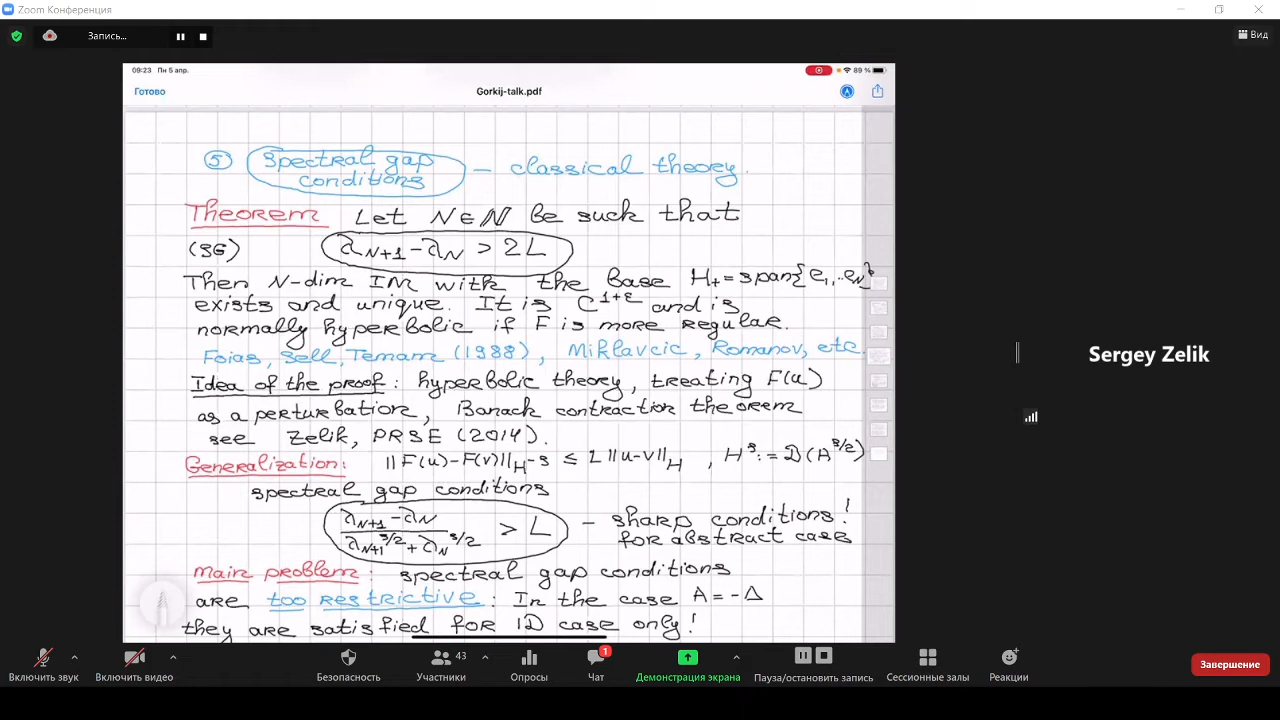 Zoom Конференция
Запись...
Вид
09:23 Пн 5 апр.
89 %
Готово
Gorkij-talk.pdf
⑤ Spectral gap conditions – classical theory.
Theorem Let N∈ℕ be such that
(36) λ_{N+1} - λ_N > 2L
Then N-dim IM with the base H₊ = span{e₁,..e_N}
exists and unique. It is C^{1+ε} and is
normally hyperbolic if F is more regular.
Foias, Sell, Temam (1988), Miklavcic, Romanov, etc.
Idea of the proof: hyperbolic theory, treating F(u)
as a perturbation, Banach contraction theorem
see Zelik, PRSE (2014).
Generalization: ||F(u)-F(v)||_{H^{-s}} ≤ L||u-v||_H , H^s := D(A^{s/2})
spectral gap conditions
(λ_{N+1} - λ_N) / (λ_{N+1}^{s/2} + λ_N^{s/2}) > L – sharp conditions!
for abstract case
main problem: spectral gap conditions
are too restrictive: In the case A = -Δ
they are satisfied for 1D case only!
Sergey Zelik
Включить звук
Включить видео
Безопасность
43
Участники
Опросы
1
Чат
Демонстрация экрана
Пауза/остановить запись
Сессионные залы
Реакции
Завершение